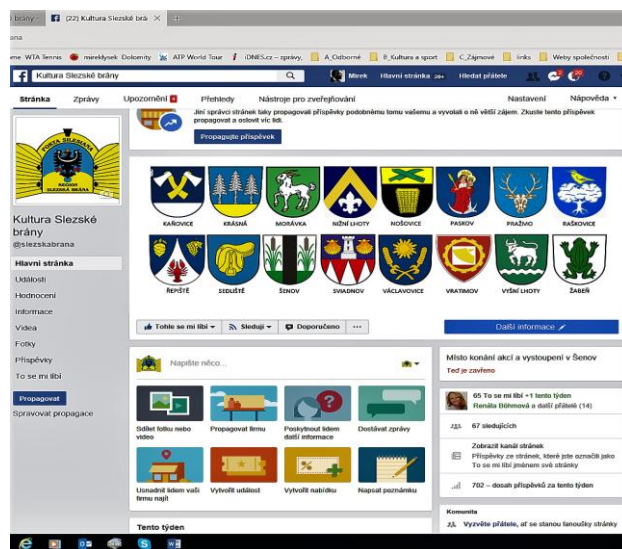 brány
(22) Kultura Slezské brá
ana
me WTA Tennis
mireklysek
Dolomity
ATP World Tour
iDNES.cz – zprávy,
A_Odborné
B_Kultura a sport
C_Zájmové
links
Weby společnosti
Kultura Slezské brány
Mirek
Hlavní stránka 20+
Hledat přátele
Stránka
Zprávy
Upozornění
Přehledy
Nástroje pro zveřejňování
Nastavení
Nápověda
Jiní správci stránek taky propagovali příspěvky podobnému tomu vašemu a vyvolali o ně větší zájem. Zkuste tento příspěvek
propagovat a oslovit víc lidí.
Propagujte příspěvek
PORTA SILESIANA
REGION
SLEZSKÁ BRÁNA
Kultura Slezské
brány
@slezskabrana
Hlavní stránka
Události
Hodnocení
Informace
Videa
Fotky
Příspěvky
To se mi líbí
Propagovat
Spravovat propagace
KAŇOVICE
KRÁSNÁ
MORÁVKA
NIŽNÍ LHOTY
NOŠOVICE
PASKOV
PRAŽMO
RAŠKOVICE
ŘEPIŠTĚ
SEDLIŠTĚ
ŠENOV
SVIADNOV
VÁCLAVOVICE
VRATIMOV
VYŠNÍ LHOTY
ŽABEŇ
Tohle se mi líbí
Sleduji
Doporučeno
Další informace
Napište něco...
Sdílet fotku nebo
video
Propagovat firmu
Poskytnout lidem
další informace
Dostávat zprávy
Usnadnit lidem vaši
firmu najít
Vytvořit událost
Vytvořit nabídku
Napsat poznámku
Tento týden
Místo konání akcí a vystoupení v Šenov
Teď je zavřeno
65 To se mi líbí +1 tento týden
Renáta Böhmová a další přátelé (14)
67 sledujících
Zobrazit kanál stránek
Příspěvky ze stránek, které jste označili jako
To se mi líbí jménem své stránky
702 – dosah příspěvků za tento týden
Komunita
Vyzvěte přátele, ať se stanou fanoušky stránky